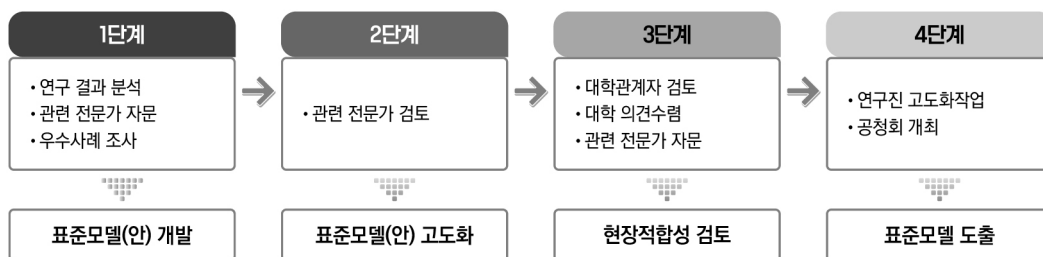 1단계
• 연구 결과 분석
• 관련 전문가 자문
• 우수사례 조사
표준모델(안) 개발
2단계
• 관련 전문가 검토
표준모델(안) 고도화
3단계
• 대학관계자 검토
• 대학 의견수렴
• 관련 전문가 자문
현장적합성 검토
4단계
• 연구진 고도화작업
• 공청회 개최
표준모델 도출